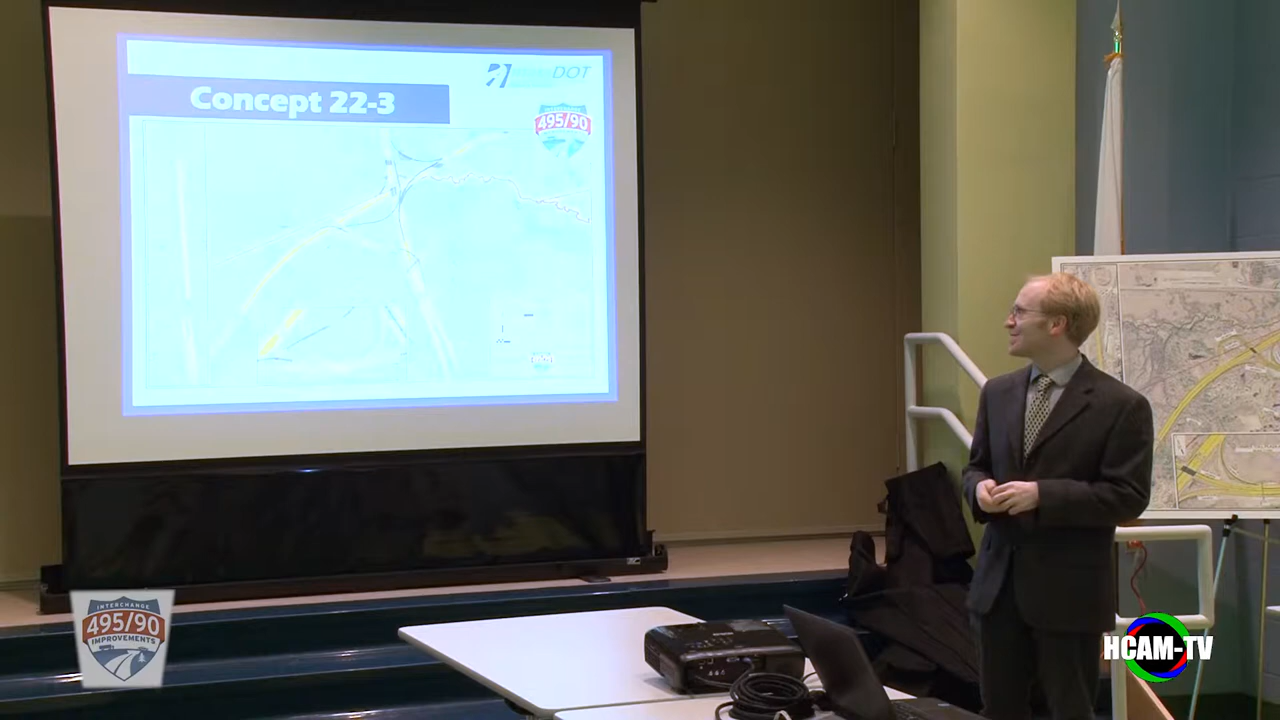 DOT
Concept 22-3
495/90
INTERCHANGE
495/90
IMPROVEMENTS
HCAM-TV